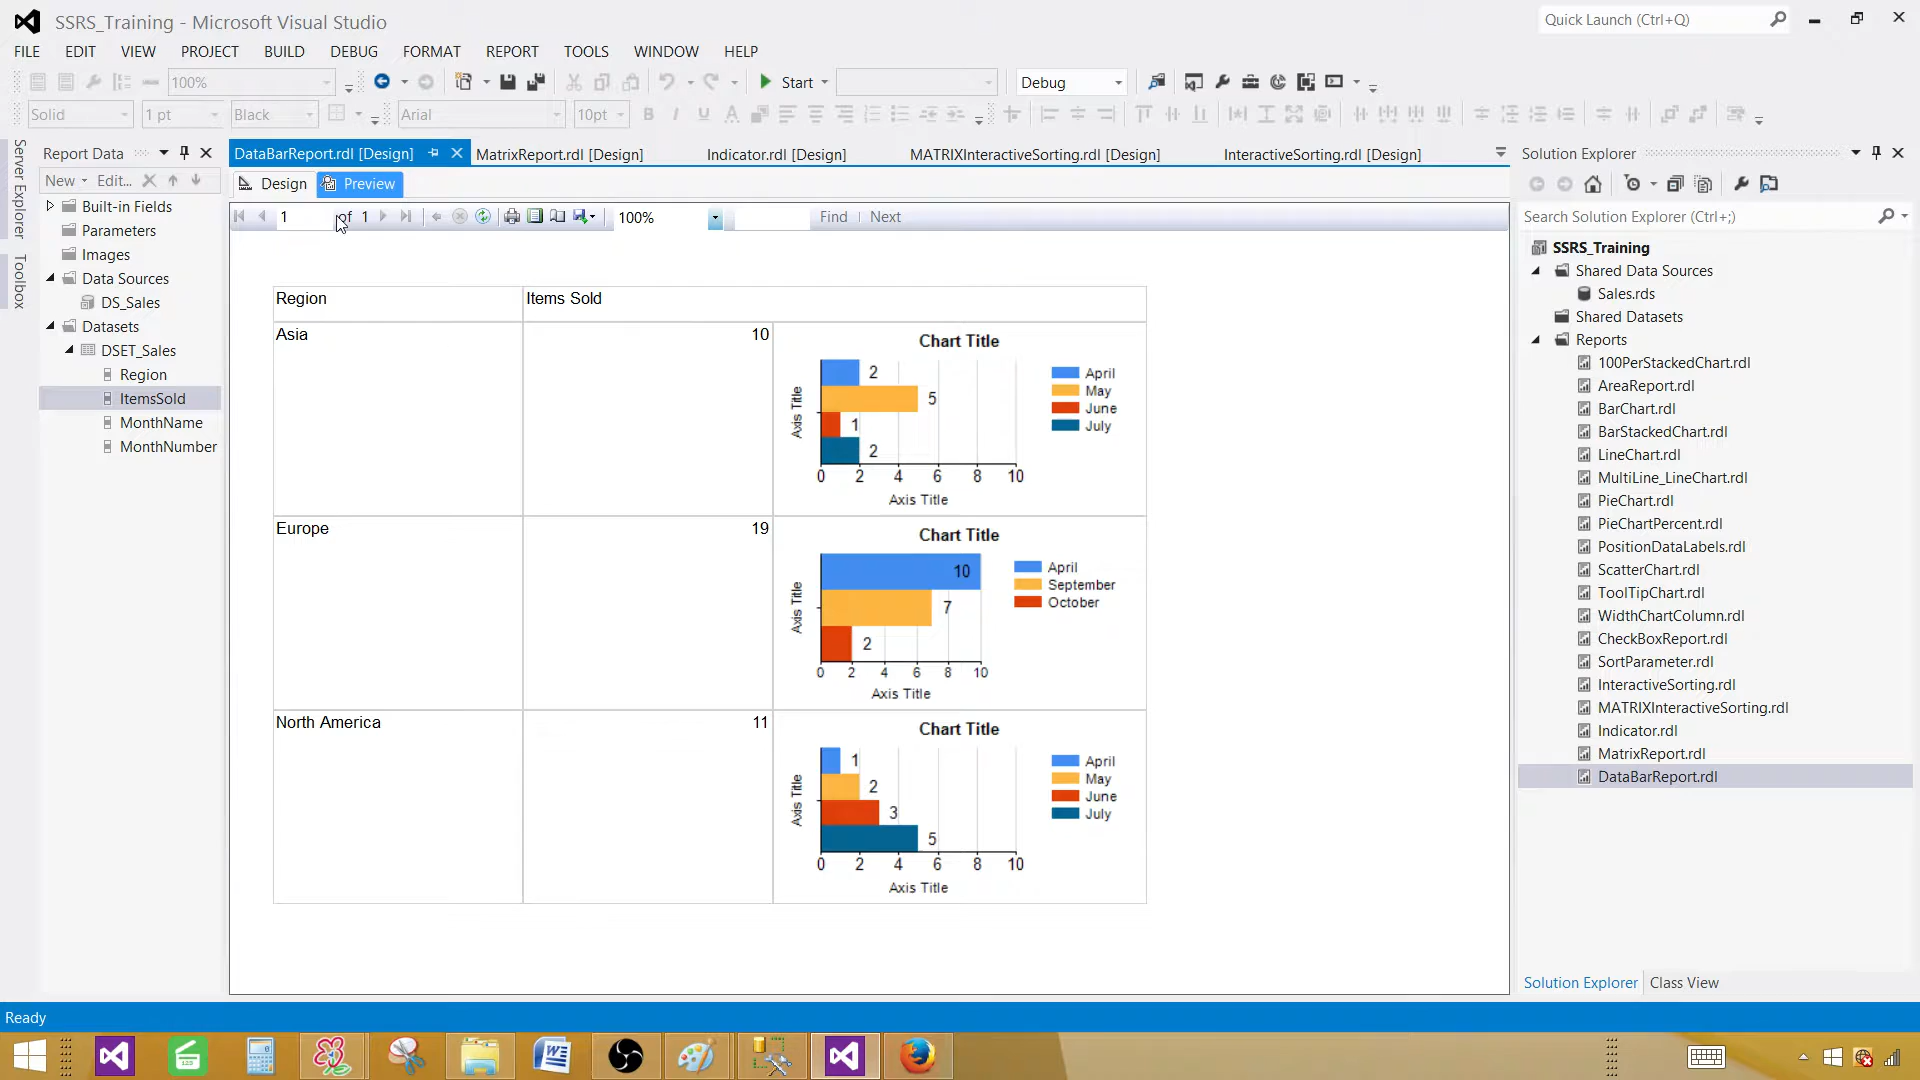 SSRS_Training - Microsoft Visual Studio
Quick Launch (Ctrl+Q)
FILE EDIT VIEW PROJECT BUILD DEBUG FORMAT REPORT TOOLS WINDOW HELP
100% Start Debug
Solid 1 pt Black Arial 10pt B I U A
Server Explorer
Toolbox
Report Data
New Edit...
Built-in Fields
Parameters
Images
Data Sources
DS_Sales
Datasets
DSET_Sales
Region
ItemsSold
MonthName
MonthNumber
DataBarReport.rdl [Design] MatrixReport.rdl [Design] Indicator.rdl [Design] MATRIXInteractiveSorting.rdl [Design] InteractiveSorting.rdl [Design]
Design Preview
1 of 1 100% Find Next
Region Items Sold
Asia 10
Chart Title
Axis Title
2
5
1
2
0 2 4 6 8 10
Axis Title
April
May
June
July
Europe 19
Chart Title
Axis Title
10
7
2
0 2 4 6 8 10
Axis Title
April
September
October
North America 11
Chart Title
Axis Title
1
2
3
5
0 2 4 6 8 10
Axis Title
April
May
June
July
Solution Explorer
Search Solution Explorer (Ctrl+;)
SSRS_Training
Shared Data Sources
Sales.rds
Shared Datasets
Reports
100PerStackedChart.rdl
AreaReport.rdl
BarChart.rdl
BarStackedChart.rdl
LineChart.rdl
MultiLine_LineChart.rdl
PieChart.rdl
PieChartPercent.rdl
PositionDataLabels.rdl
ScatterChart.rdl
ToolTipChart.rdl
WidthChartColumn.rdl
CheckBoxReport.rdl
SortParameter.rdl
InteractiveSorting.rdl
MATRIXInteractiveSorting.rdl
Indicator.rdl
MatrixReport.rdl
DataBarReport.rdl
Solution Explorer Class View
Ready